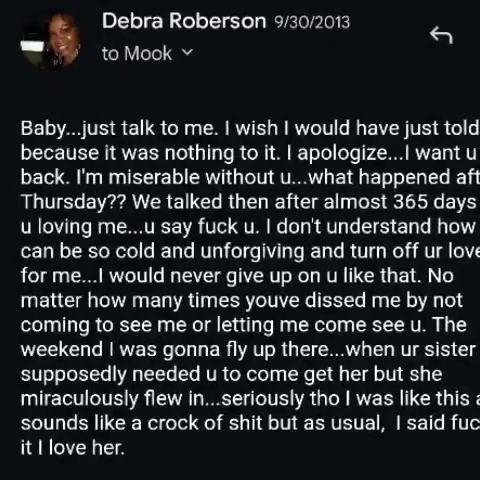 Debra Roberson 9/30/2013
to Mook
Baby...just talk to me. I wish I would have just told
because it was nothing to it. I apologize...I want u
back. I'm miserable without u...what happened aft
Thursday?? We talked then after almost 365 days
u loving me...u say fuck u. I don't understand how
can be so cold and unforgiving and turn off ur love
for me...I would never give up on u like that. No
matter how many times youve dissed me by not
coming to see me or letting me come see u. The
weekend I was gonna fly up there...when ur sister
supposedly needed u to come get her but she
miraculously flew in...seriously tho I was like this a
sounds like a crock of shit but as usual, I said fuc
it I love her.